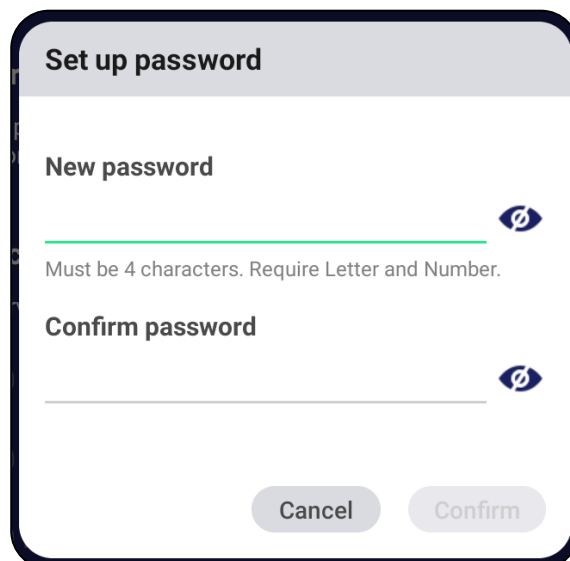 Set up password
New password
Must be 4 characters. Require Letter and Number.
Confirm password
Cancel
Confirm